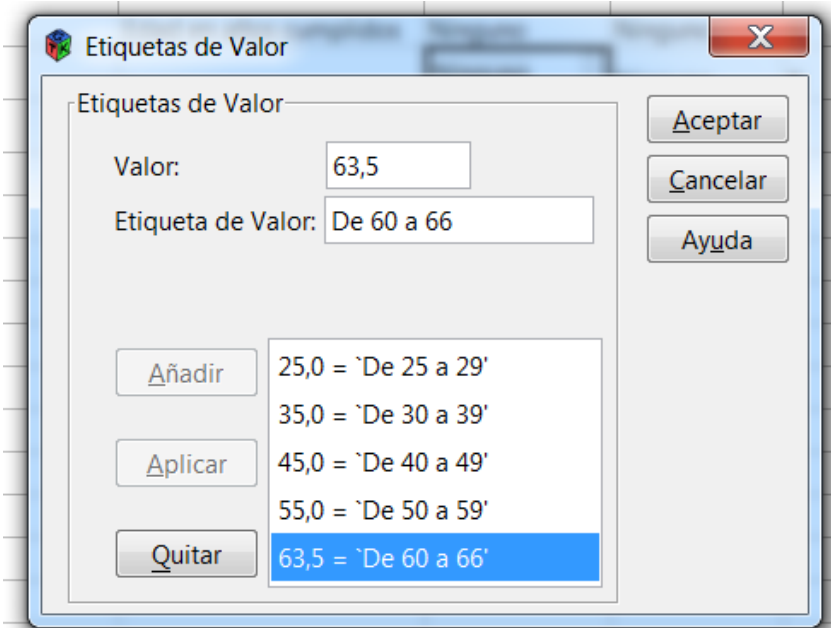 Etiquetas de Valor
Etiquetas de Valor
Valor:
63,5
Etiqueta de Valor:
De 60 a 66
Añadir
Aplicar
Quitar
25,0 = `De 25 a 29'
35,0 = `De 30 a 39'
45,0 = `De 40 a 49'
55,0 = `De 50 a 59'
63,5 = `De 60 a 66'
Aceptar
Cancelar
Ayuda